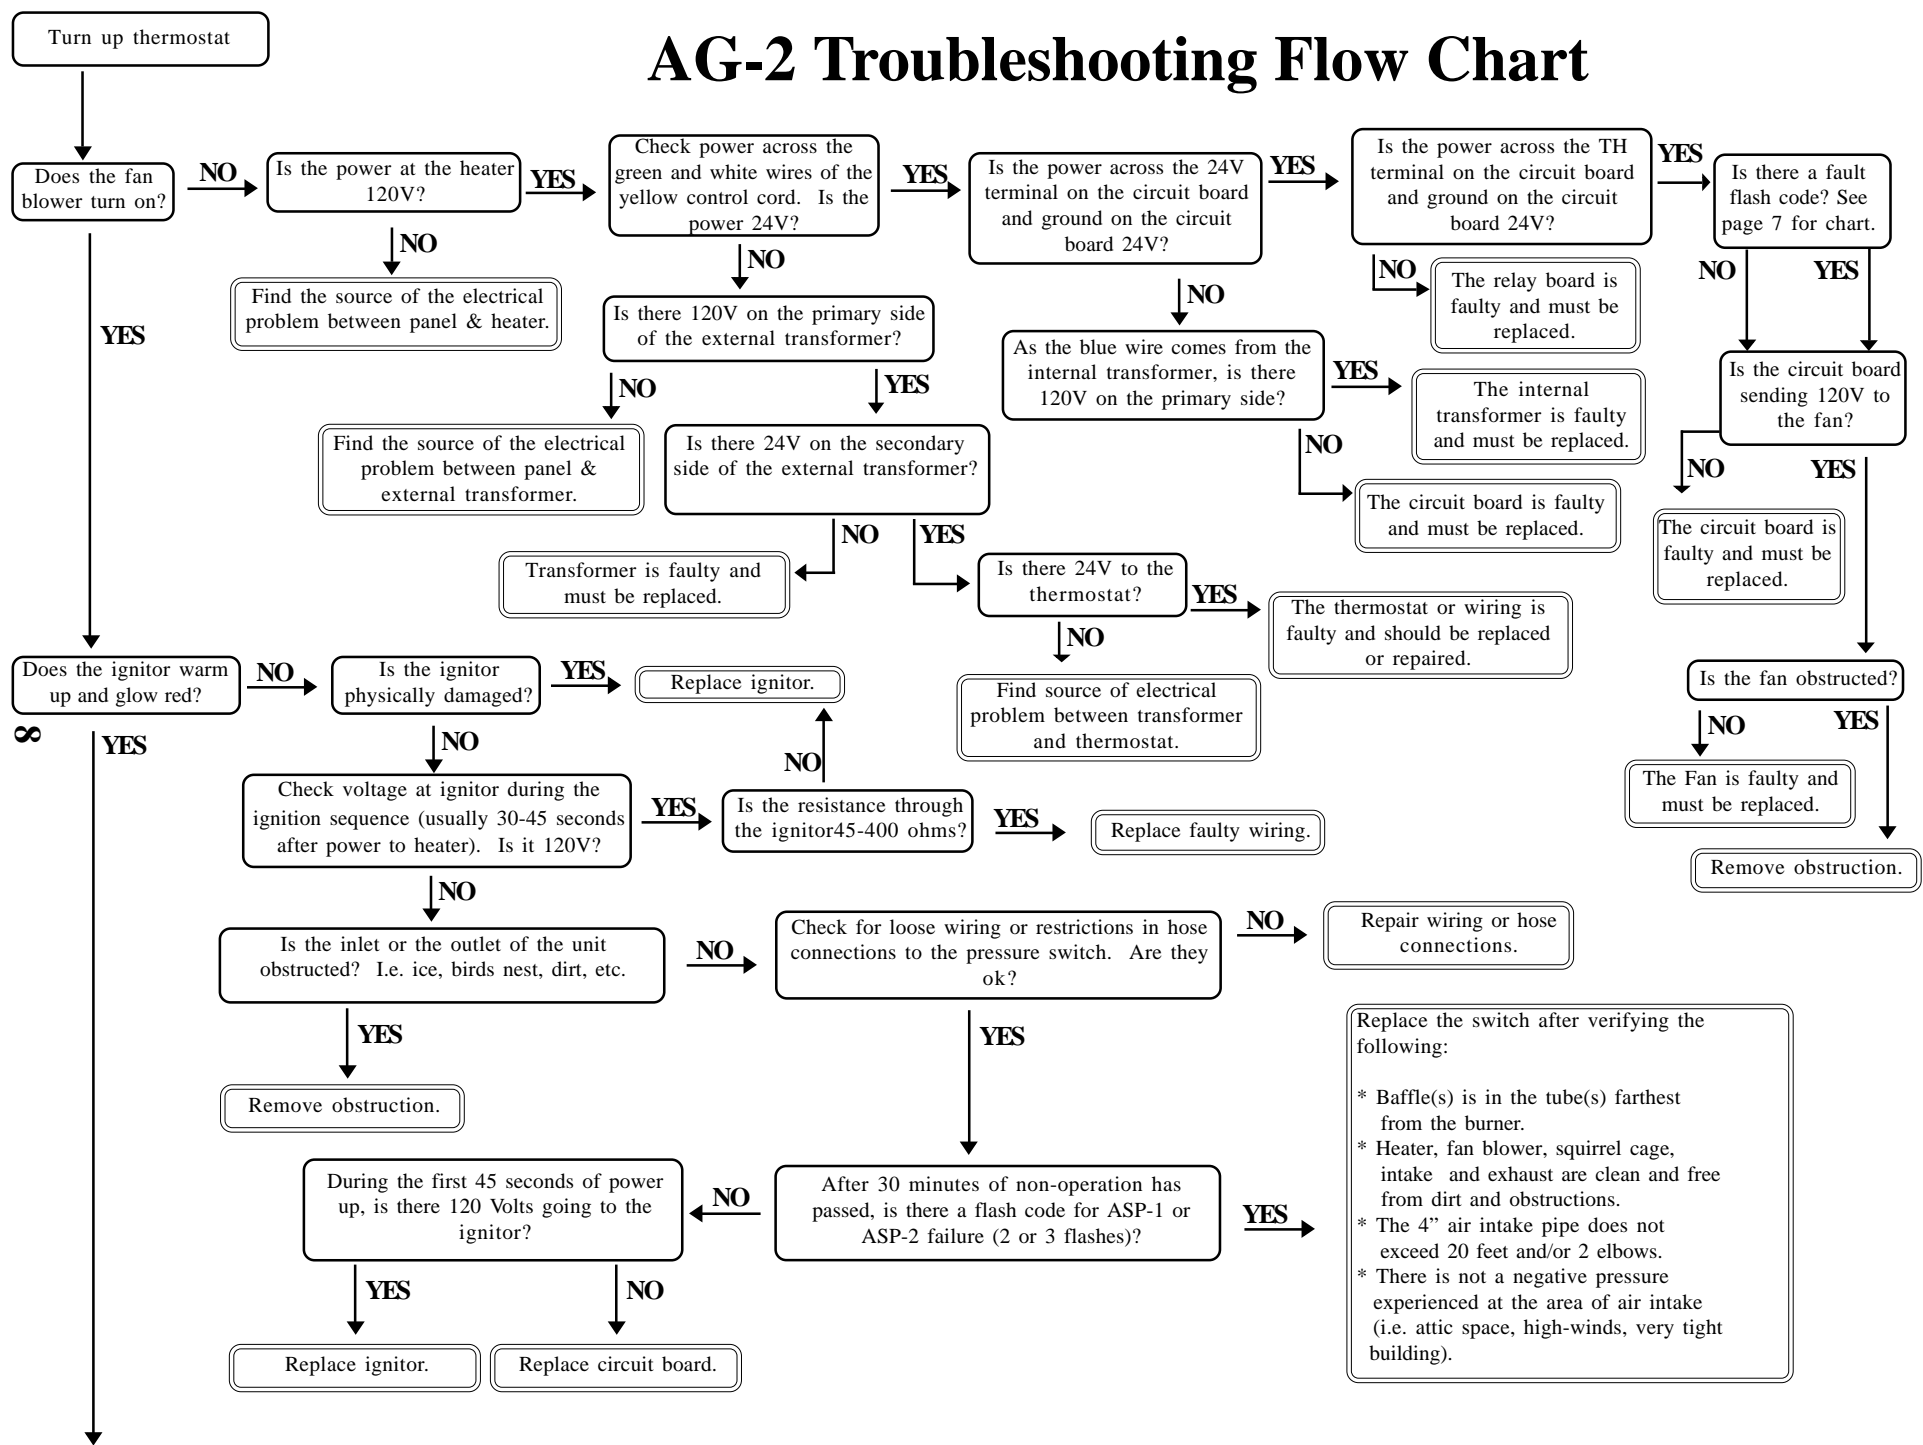 AG-2 Troubleshooting Flow Chart
Turn up thermostat
Does the fan
blower turn on?
NO
Is the power at the heater
120V?
YES
Check power across the
green and white wires of the
yellow control cord. Is the
power 24V?
YES
Is the power across the 24V
terminal on the circuit board
and ground on the circuit
board 24V?
YES
Is the power across the TH
terminal on the circuit board
and ground on the circuit
board 24V?
YES
Is there a fault
flash code? See
page 7 for chart.
NO
Find the source of the electrical
problem between panel & heater.
NO
Is there 120V on the primary side
of the external transformer?
NO
NO
The relay board is
faulty and must be
replaced.
NO
YES
YES
As the blue wire comes from the
internal transformer, is there
120V on the primary side?
YES
The internal
transformer is faulty
and must be replaced.
Is the circuit board
sending 120V to
the fan?
NO
YES
Find the source of the electrical
problem between panel &
external transformer.
Is there 24V on the secondary
side of the external transformer?
NO
The circuit board is faulty
and must be replaced.
NO
YES
The circuit board is
faulty and must be
replaced.
NO
YES
Transformer is faulty and
must be replaced.
Is there 24V to the
thermostat?
YES
The thermostat or wiring is
faulty and should be replaced
or repaired.
NO
Find source of electrical
problem between transformer
and thermostat.
Does the ignitor warm
up and glow red?
NO
Is the ignitor
physically damaged?
YES
Replace ignitor.
Is the fan obstructed?
8
YES
NO
NO
NO
YES
The Fan is faulty and
must be replaced.
Remove obstruction.
Check voltage at ignitor during the
ignition sequence (usually 30-45 seconds
after power to heater). Is it 120V?
YES
Is the resistance through
the ignitor45-400 ohms?
YES
Replace faulty wiring.
NO
Is the inlet or the outlet of the unit
obstructed? I.e. ice, birds nest, dirt, etc.
NO
Check for loose wiring or restrictions in hose
connections to the pressure switch. Are they
ok?
NO
Repair wiring or hose
connections.
YES
Remove obstruction.
YES
Replace the switch after verifying the
following:
* Baffle(s) is in the tube(s) farthest
from the burner.
* Heater, fan blower, squirrel cage,
intake and exhaust are clean and free
from dirt and obstructions.
* The 4” air intake pipe does not
exceed 20 feet and/or 2 elbows.
* There is not a negative pressure
experienced at the area of air intake
(i.e. attic space, high-winds, very tight
building).
During the first 45 seconds of power
up, is there 120 Volts going to the
ignitor?
NO
After 30 minutes of non-operation has
passed, is there a flash code for ASP-1 or
ASP-2 failure (2 or 3 flashes)?
YES
YES
NO
Replace ignitor.
Replace circuit board.